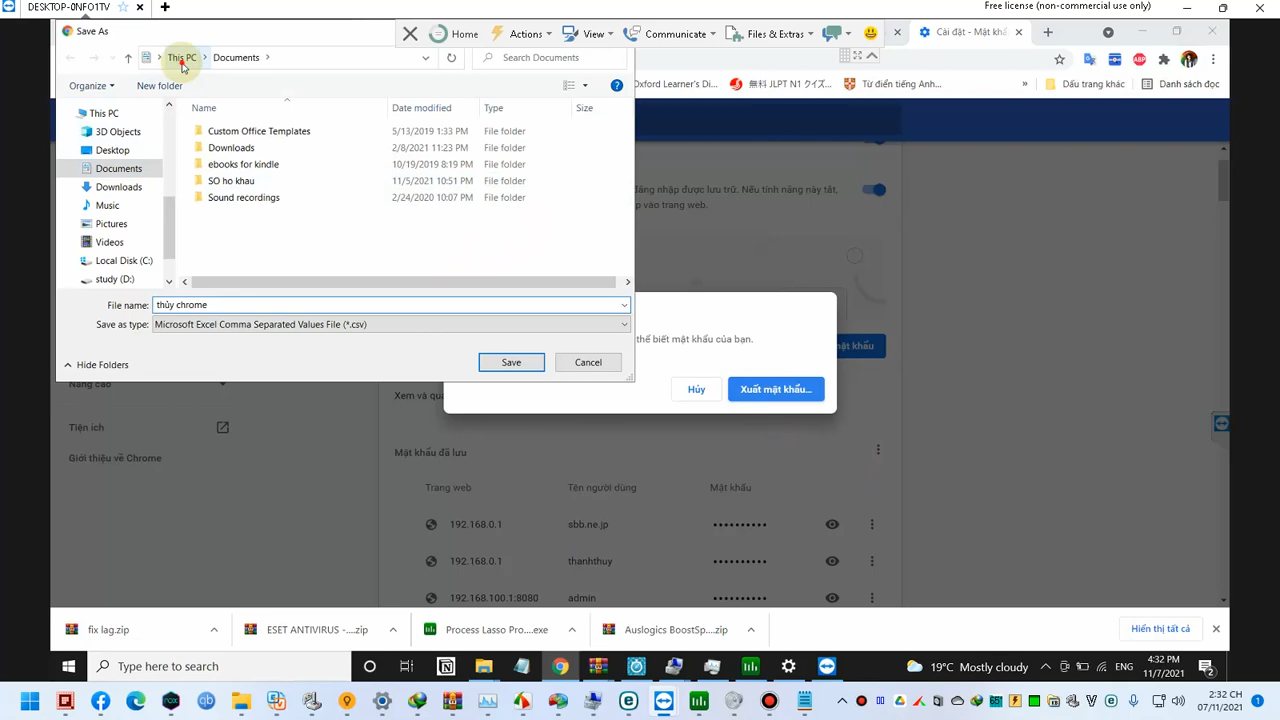 DESKTOP-0NFO1TV
Free license (non-commercial use only)
Save As
Home
Actions
View
Communicate
Files & Extras
Cài đặt - Mật khẩ
This PC
Documents
Search Documents
Organize
New folder
Oxford Learner's Di...
無料 JLPT N1 クイズ...
Từ điển tiếng Anh...
»
Dấu trang khác
Danh sách đọc
Name
Date modified
Type
Size
This PC
3D Objects
Desktop
Documents
Downloads
Music
Pictures
Videos
Local Disk (C:)
study (D:)
Custom Office Templates 5/13/2019 1:33 PM File folder
Downloads 2/8/2021 11:23 PM File folder
ebooks for kindle 10/19/2019 8:19 PM File folder
SO ho khau 11/5/2021 10:51 PM File folder
Sound recordings 2/24/2020 10:07 PM File folder
đăng nhập được lưu trữ. Nếu tính năng này tắt,
p vào trang web.
File name: thủy chrome
Save as type: Microsoft Excel Comma Separated Values File (*.csv)
Hide Folders
Save
Cancel
thể biết mật khẩu của bạn.
ật khẩu
Hủy
Xuất mật khẩu...
Nâng cao
Xem và quả
Tiện ích
Giới thiệu về Chrome
Mật khẩu đã lưu
Trang web Tên người dùng Mật khẩu
192.168.0.1 sbb.ne.jp ••••••••••
192.168.0.1 thanhthuy ••••••••••
192.168.100.1:8080 admin ••••••••••
fix lag.zip
ESET ANTIVIRUS -....zip
Process Lasso Pro....exe
Auslogics BoostSp....zip
Hiển thị tất cả
Type here to search
19°C Mostly cloudy
ENG
4:32 PM
11/7/2021
2
2:32 CH
07/11/2021
1